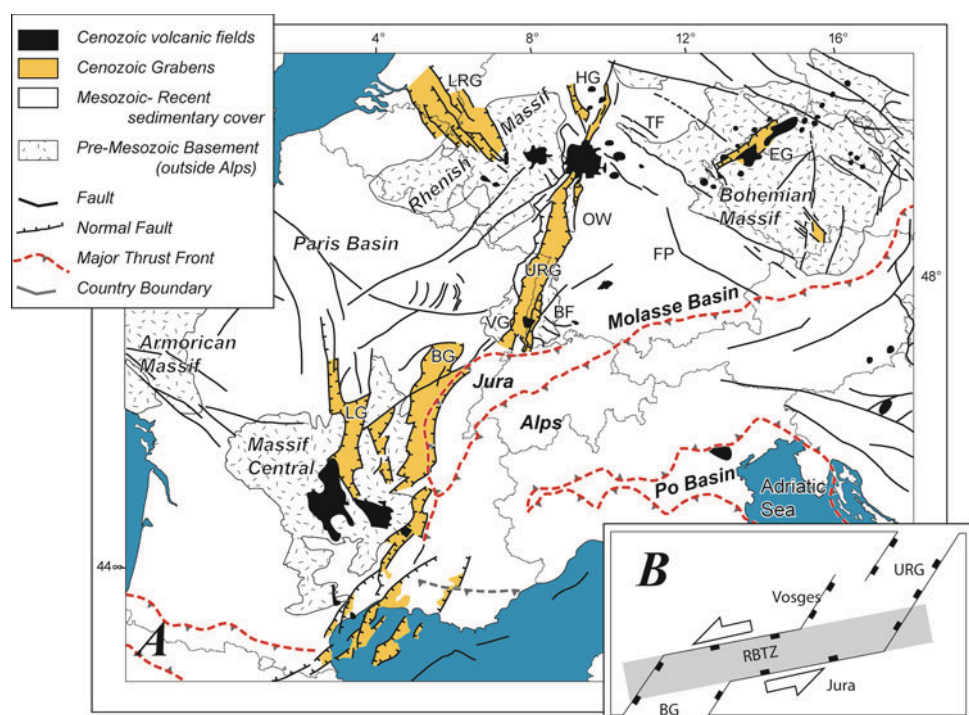 Cenozoic volcanic fields
Cenozoic Grabens
Mesozoic- Recent
sedimentary cover
Pre-Mesozoic Basement
(outside Alps)
Fault
Normal Fault
Major Thrust Front
Country Boundary
4°
8°
12°
16°
LRG
HG
TF
EG
Rhenish Massif
Bohemian
Massif
OW
Paris Basin
URG
FP
48°
Molasse Basin
VG
BF
Armorican
Massif
BG
Jura
LG
Alps
Massif
Central
Po Basin
Adriatic
Sea
44°
A
B
URG
Vosges
RBTZ
Jura
BG